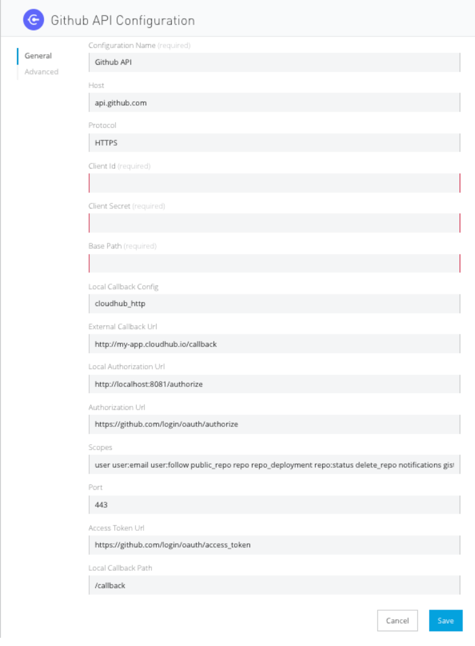 Github API Configuration
General
Advanced
Configuration Name (required)
Github API
Host
api.github.com
Protocol
HTTPS
Client Id (required)
Client Secret (required)
Base Path (required)
Local Callback Config
cloudhub_http
External Callback Url
http://my-app.cloudhub.io/callback
Local Authorization Url
http://localhost:8081/authorize
Authorization Url
https://github.com/login/oauth/authorize
Scopes
user user:email user:follow public_repo repo repo_deployment repo:status delete_repo notifications gist
Port
443
Access Token Url
https://github.com/login/oauth/access_token
Local Callback Path
/callback
Cancel
Save